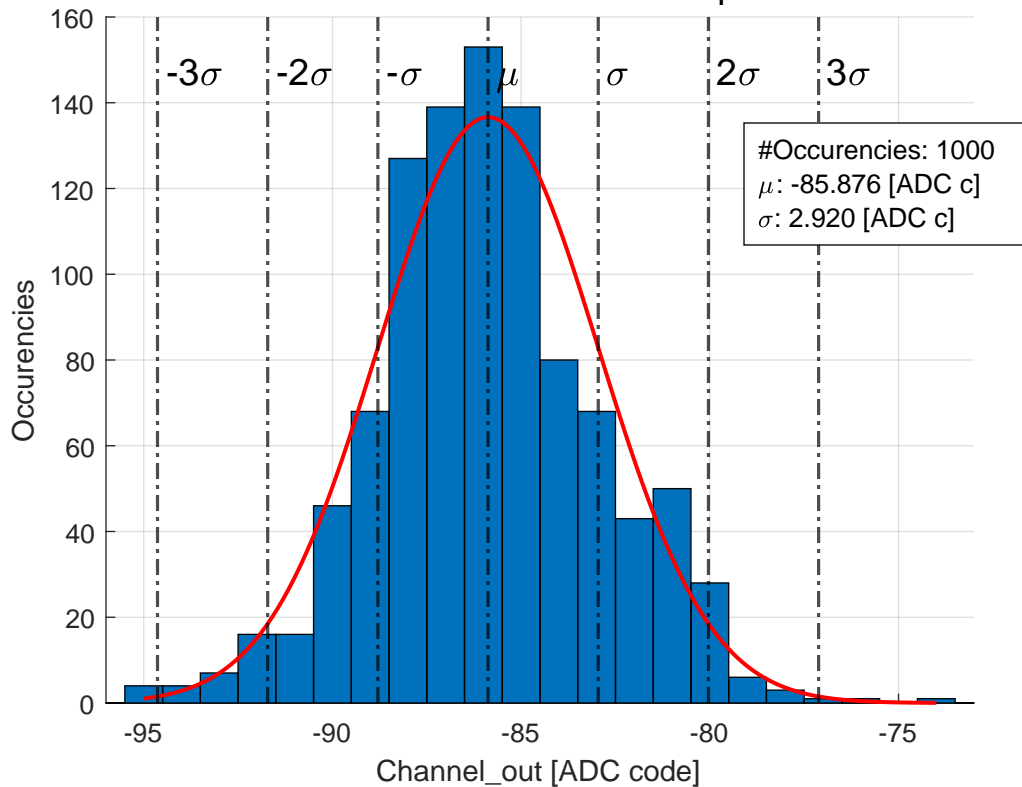 160
140
120
100
80
60
40
20
0
-3σ
-2σ
-σ
μ
σ
2σ
3σ
#Occurencies: 1000
μ: -85.876 [ADC c]
σ: 2.920 [ADC c]
Occurencies
-95
-90
-85
-80
-75
Channel_out [ADC code]